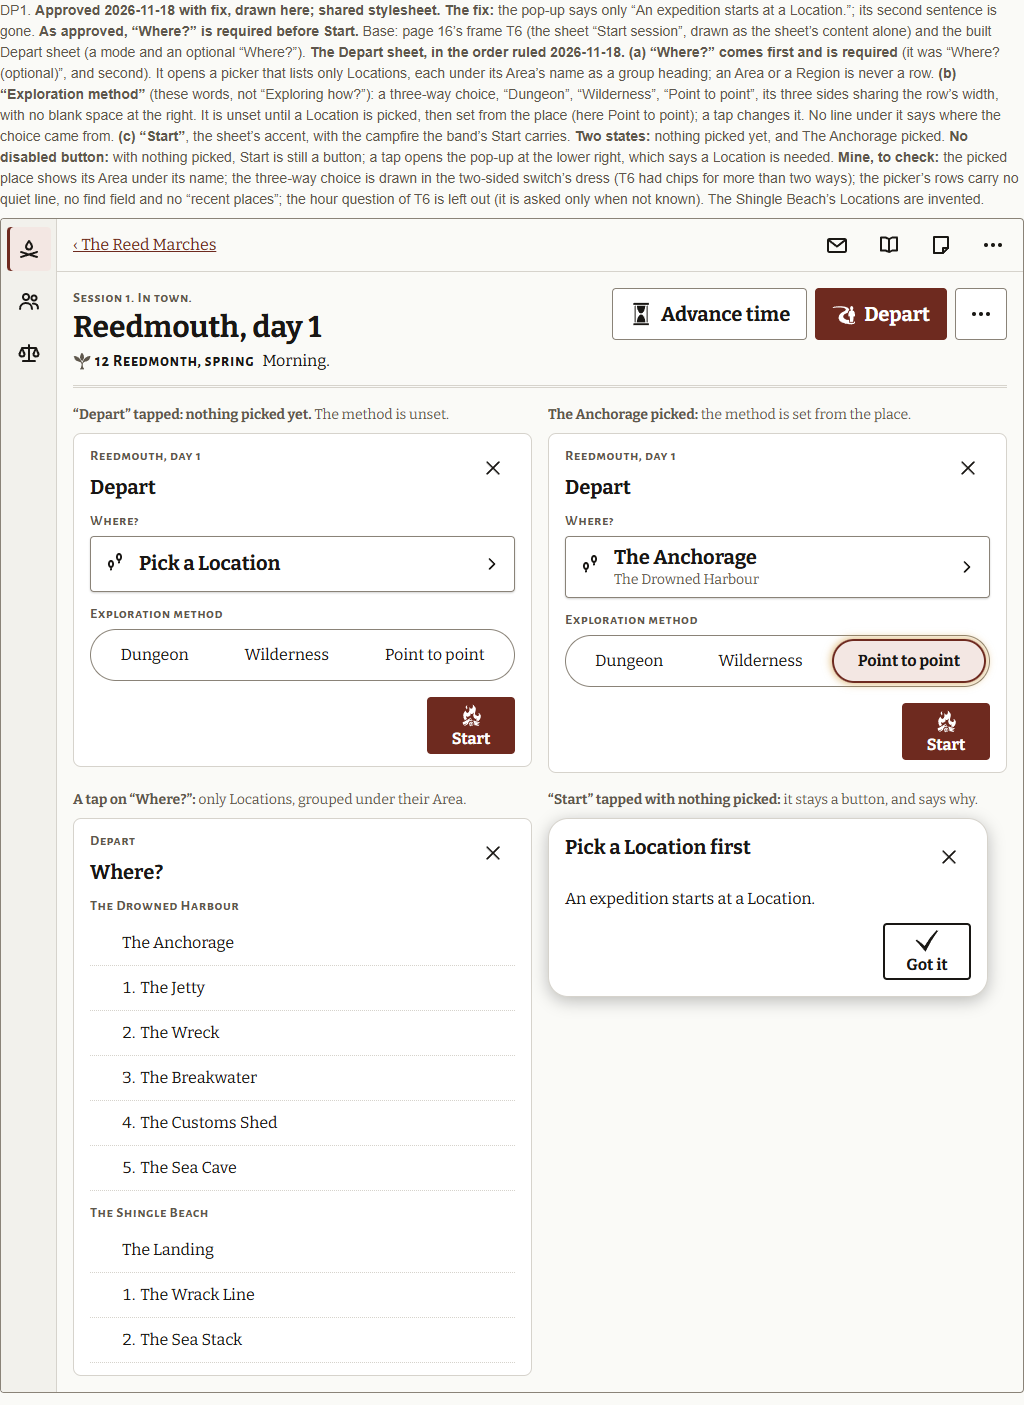 DP1. Approved 2026-11-18 with fix, drawn here; shared stylesheet. The fix: the pop-up says only “An expedition starts at a Location.”; its second sentence is
gone. As approved, “Where?” is required before Start. Base: page 16’s frame T6 (the sheet “Start session”, drawn as the sheet’s content alone) and the built
Depart sheet (a mode and an optional “Where?”). The Depart sheet, in the order ruled 2026-11-18. (a) “Where?” comes first and is required (it was “Where?
(optional)”, and second). It opens a picker that lists only Locations, each under its Area’s name as a group heading; an Area or a Region is never a row. (b)
“Exploration method” (these words, not “Exploring how?”): a three-way choice, “Dungeon”, “Wilderness”, “Point to point”, its three sides sharing the row’s width,
with no blank space at the right. It is unset until a Location is picked, then set from the place (here Point to point); a tap changes it. No line under it says where the
choice came from. (c) “Start”, the sheet’s accent, with the campfire the band’s Start carries. Two states: nothing picked yet, and The Anchorage picked. No
disabled button: with nothing picked, Start is still a button; a tap opens the pop-up at the lower right, which says a Location is needed. Mine, to check: the picked
place shows its Area under its name; the three-way choice is drawn in the two-sided switch’s dress (T6 had chips for more than two ways); the picker’s rows carry no
quiet line, no find field and no “recent places”; the hour question of T6 is left out (it is asked only when not known). The Shingle Beach’s Locations are invented.
‹ The Reed Marches
Session 1. In town.
Reedmouth, day 1
12 Reedmonth, spring Morning.
Advance time
Depart
“Depart” tapped: nothing picked yet. The method is unset.
Reedmouth, day 1
Depart
Where?
Pick a Location
Exploration method
Dungeon Wilderness Point to point
Start
The Anchorage picked: the method is set from the place.
Reedmouth, day 1
Depart
Where?
The Anchorage
The Drowned Harbour
Exploration method
Dungeon Wilderness Point to point
Start
A tap on “Where?”: only Locations, grouped under their Area.
Depart
Where?
The Drowned Harbour
The Anchorage
1. The Jetty
2. The Wreck
3. The Breakwater
4. The Customs Shed
5. The Sea Cave
The Shingle Beach
The Landing
1. The Wrack Line
2. The Sea Stack
“Start” tapped with nothing picked: it stays a button, and says why.
Pick a Location first
An expedition starts at a Location.
Got it